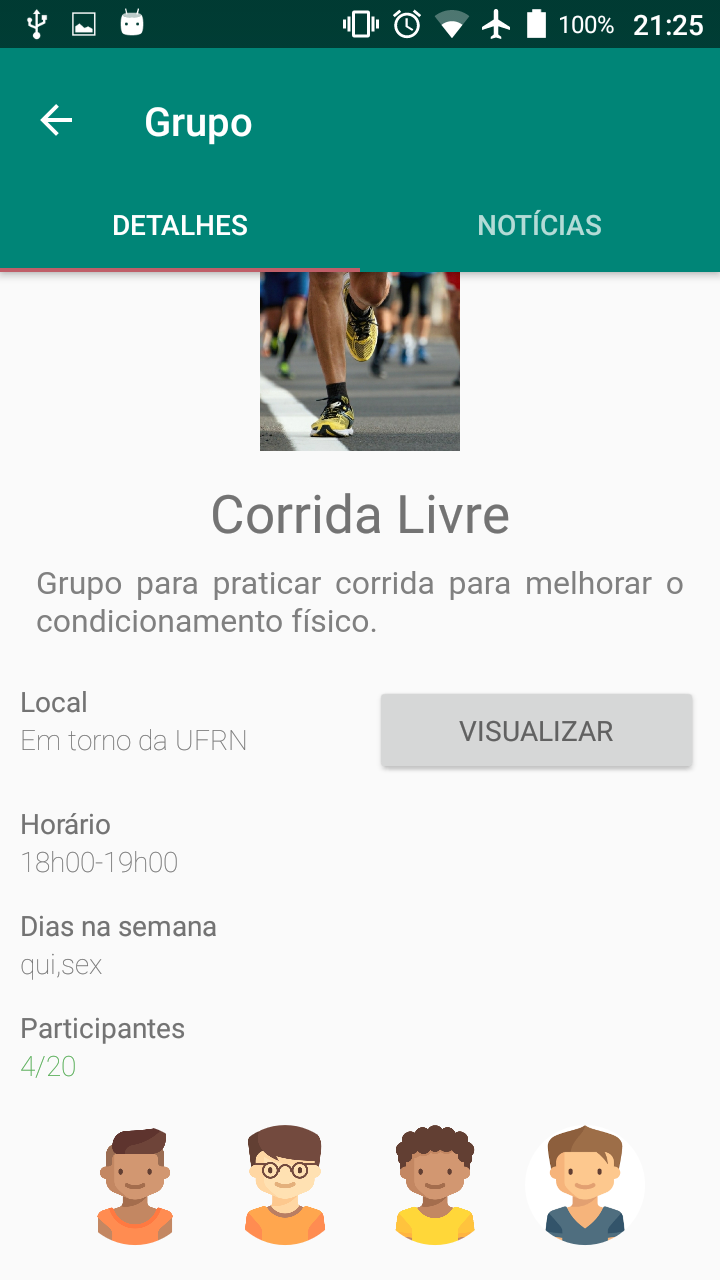 100% 21:25
Grupo
DETALHES NOTÍCIAS
Corrida Livre
Grupo para praticar corrida para melhorar o
condicionamento físico.
Local
Em torno da UFRN
VISUALIZAR
Horário
18h00-19h00
Dias na semana
qui,sex
Participantes
4/20